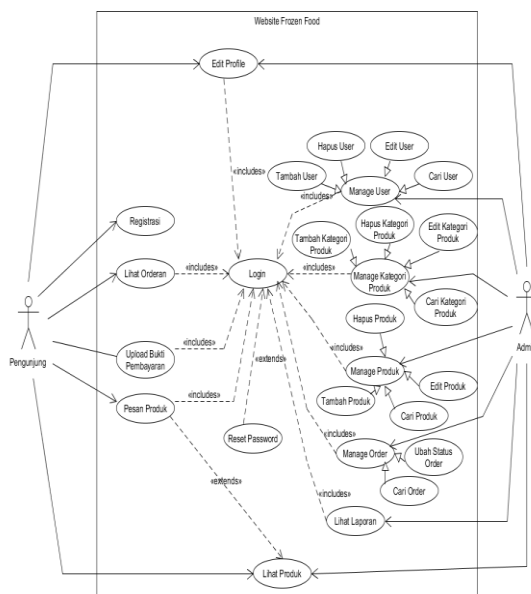 Website Frozen Food
Edit Profile
Hapus User
Edit User
«includes»
Tambah User
Cari User
«includes»
Manage User
Registrasi
Hapus Kategori
Produk
Edit Kategori
Produk
Tambah Kategori
Produk
Lihat Orderan
«includes»
Login
«includes»
Manage Kategori
Produk
Cari Kategori
Produk
Hapus Produk
Pengunjung
Upload Bukti
Pembayaran
«includes»
«extends»
«includes»
Manage Produk
Admi
Edit Produk
Pesan Produk
«includes»
Tambah Produk
Cari Produk
Reset Password
«includes»
Manage Order
Ubah Status
Order
«extends»
Cari Order
«includes»
Lihat Laporan
Lihat Produk